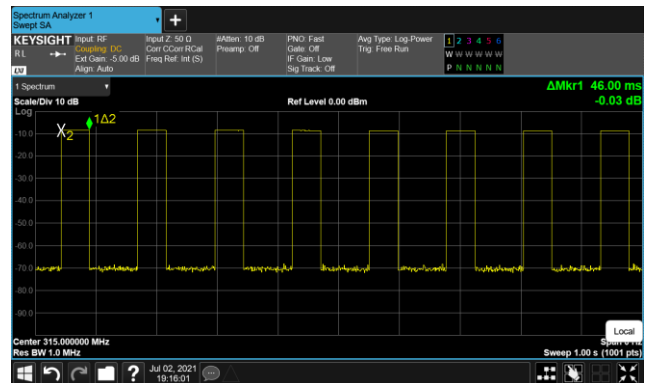 Spectrum Analyzer 1
Swept SA
+
KEYSIGHT Input: RF Input Z: 50 Ω #Atten: 10 dB PNO: Fast Avg Type: Log-Power 1 2 3 4 5 6
RL Coupling: DC Corr CCorr RCal Preamp: Off Gate: Off Trig: Free Run W W W W W W
Ext Gain: -5.00 dB Freq Ref: Int (S) IF Gain: Low P N N N N N
LXI Align: Auto Sig Track: Off
1 Spectrum ΔMkr1 46.00 ms
Scale/Div 10 dB Ref Level 0.00 dBm -0.03 dB
Log
1Δ2
X2
-10.0
-20.0
-30.0
-40.0
-50.0
-60.0
-70.0
-80.0
-90.0
Local
Center 315.000000 MHz Span 0 Hz
Res BW 1.0 MHz Sweep 1.00 s (1001 pts)
? Jul 02, 2021
19:16:01